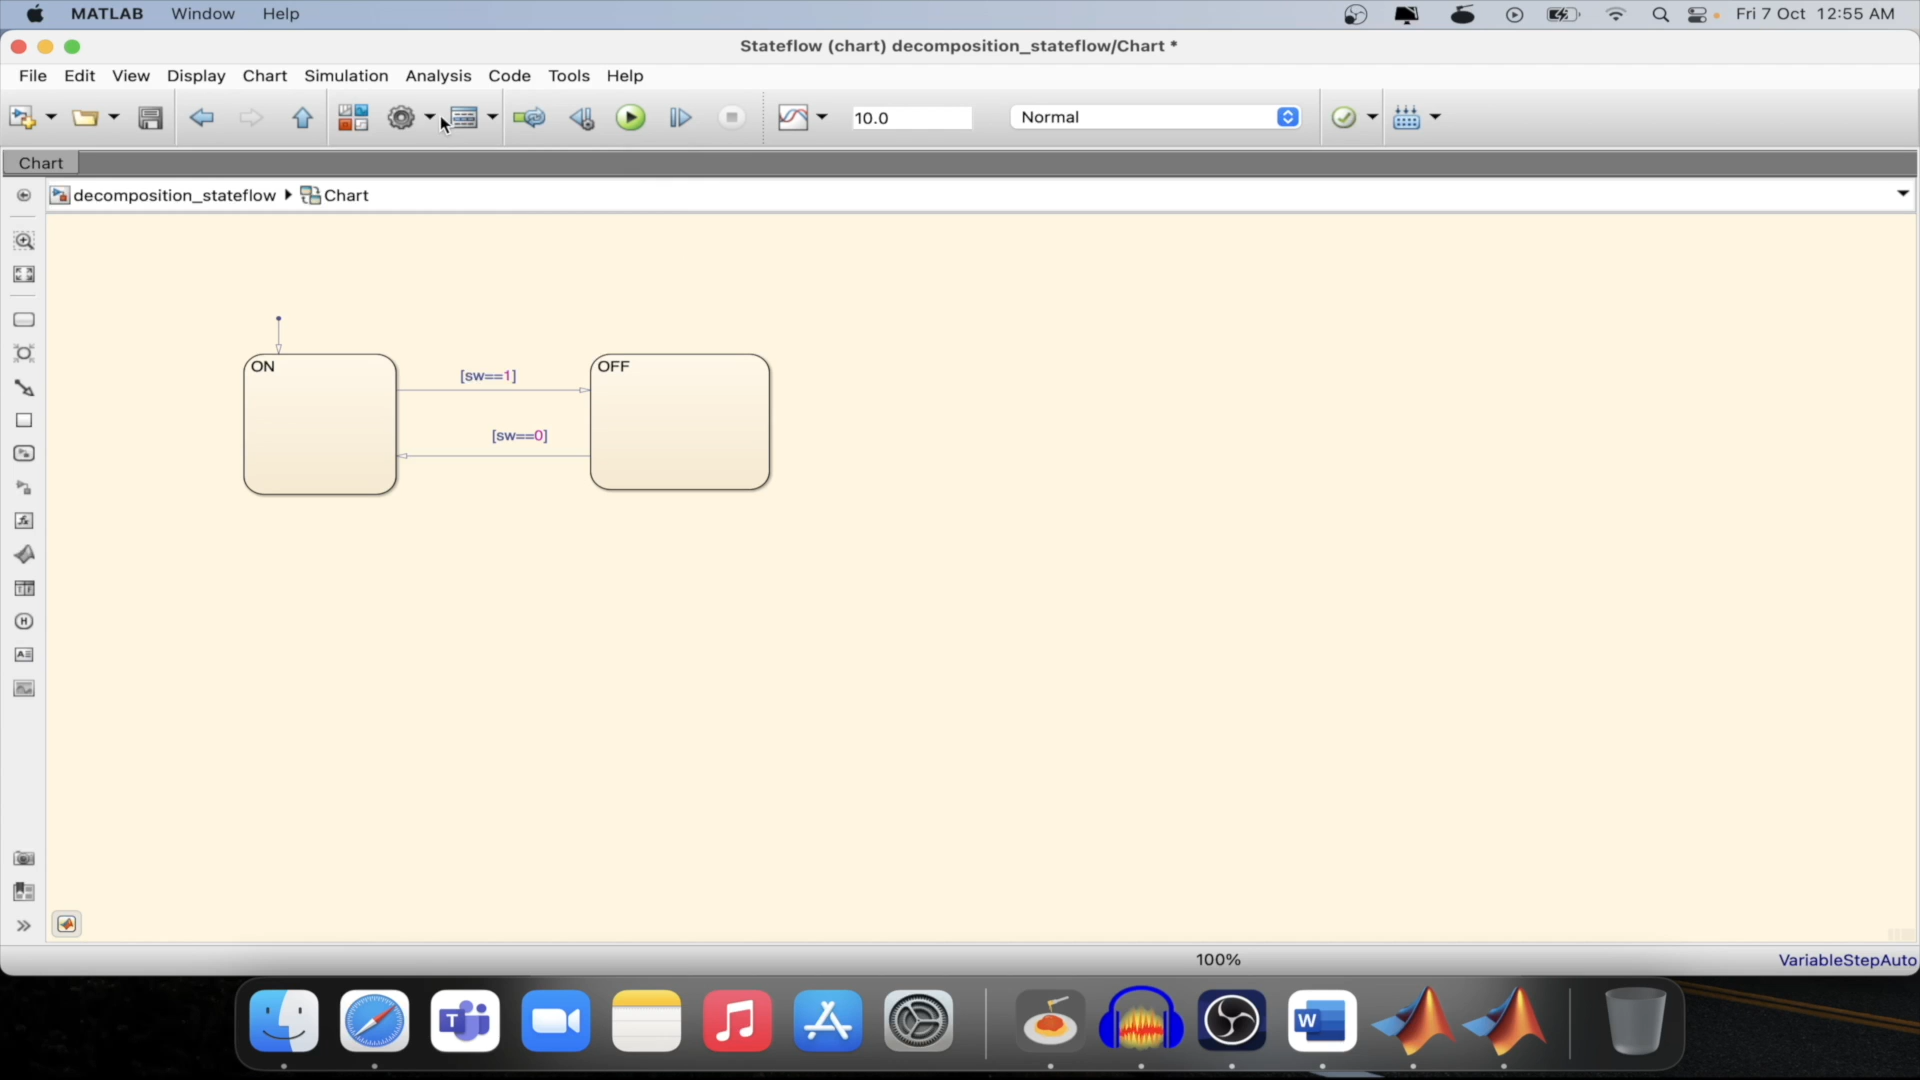 MATLAB Window Help Fri 7 Oct 12:55 AM
Stateflow (chart) decomposition_stateflow/Chart *
File Edit View Display Chart Simulation Analysis Code Tools Help
10.0 Normal
Chart
decomposition_stateflow Chart
ON
OFF
[sw==1]
[sw==0]
100% VariableStepAuto